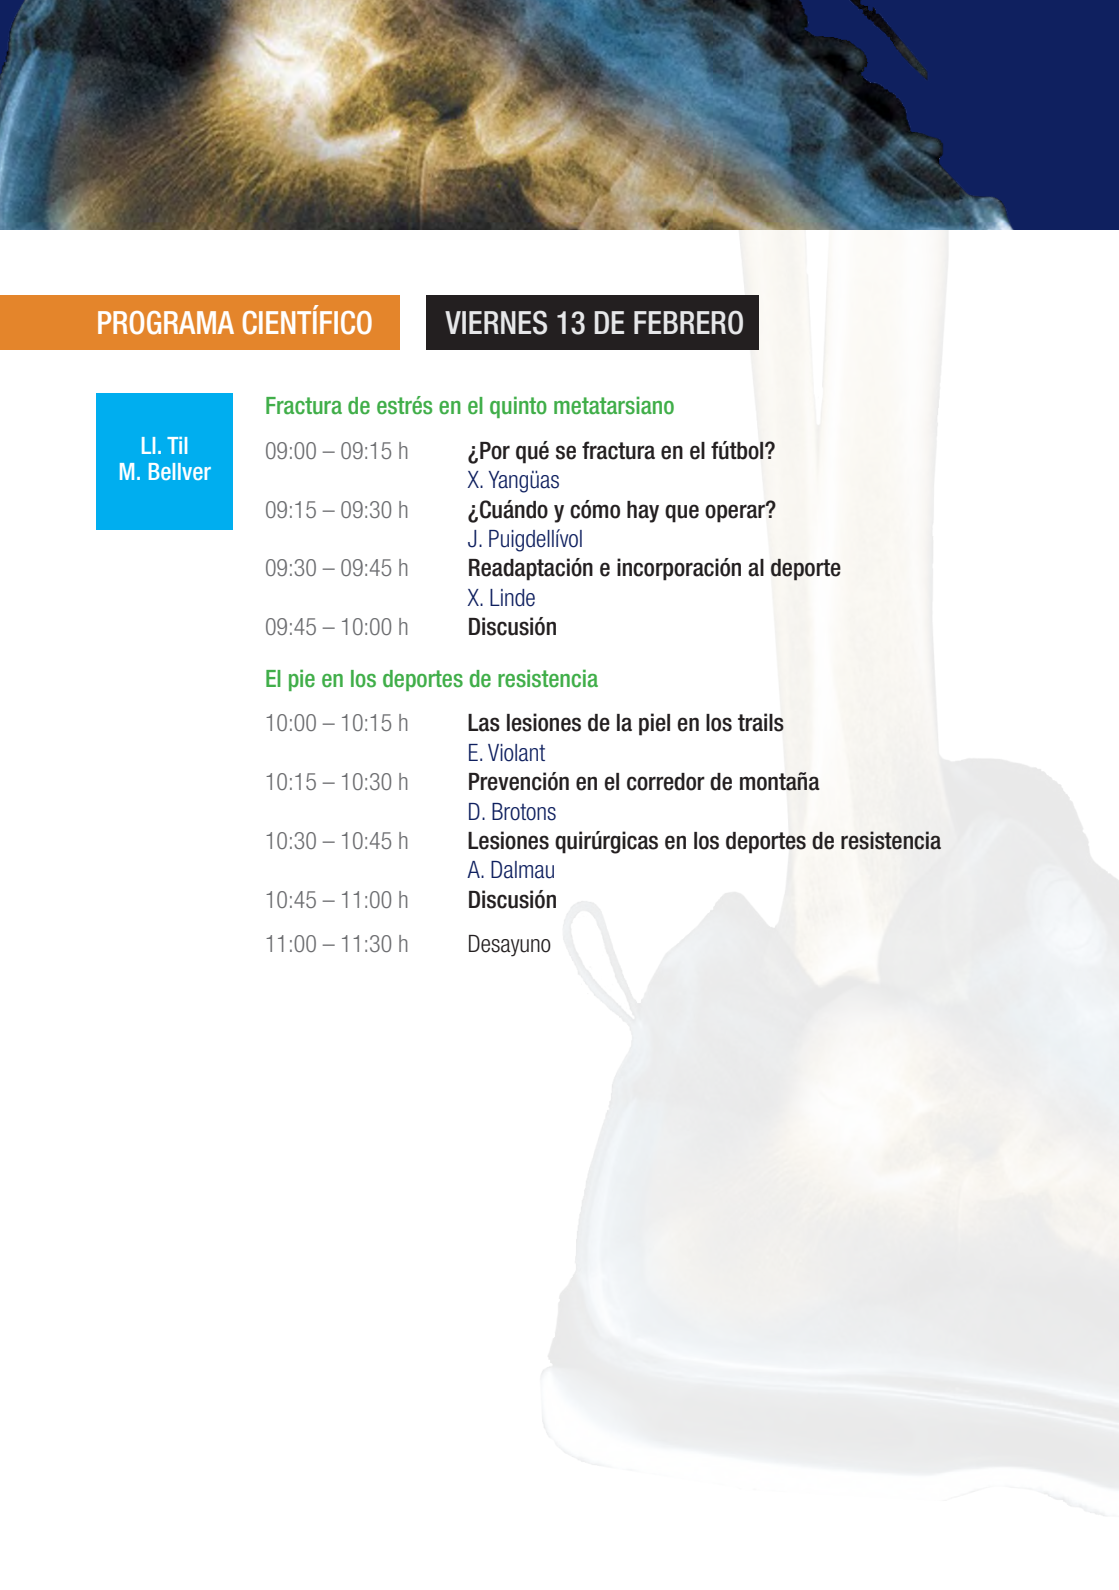 PROGRAMA CIENTÍFICO
VIERNES 13 DE FEBRERO
Ll. Til
M. Bellver
Fractura de estrés en el quinto metatarsiano
09:00 – 09:15 h ¿Por qué se fractura en el fútbol?
X. Yangüas
09:15 – 09:30 h ¿Cuándo y cómo hay que operar?
J. Puigdellívol
09:30 – 09:45 h Readaptación e incorporación al deporte
X. Linde
09:45 – 10:00 h Discusión
El pie en los deportes de resistencia
10:00 – 10:15 h Las lesiones de la piel en los trails
E. Violant
10:15 – 10:30 h Prevención en el corredor de montaña
D. Brotons
10:30 – 10:45 h Lesiones quirúrgicas en los deportes de resistencia
A. Dalmau
10:45 – 11:00 h Discusión
11:00 – 11:30 h Desayuno